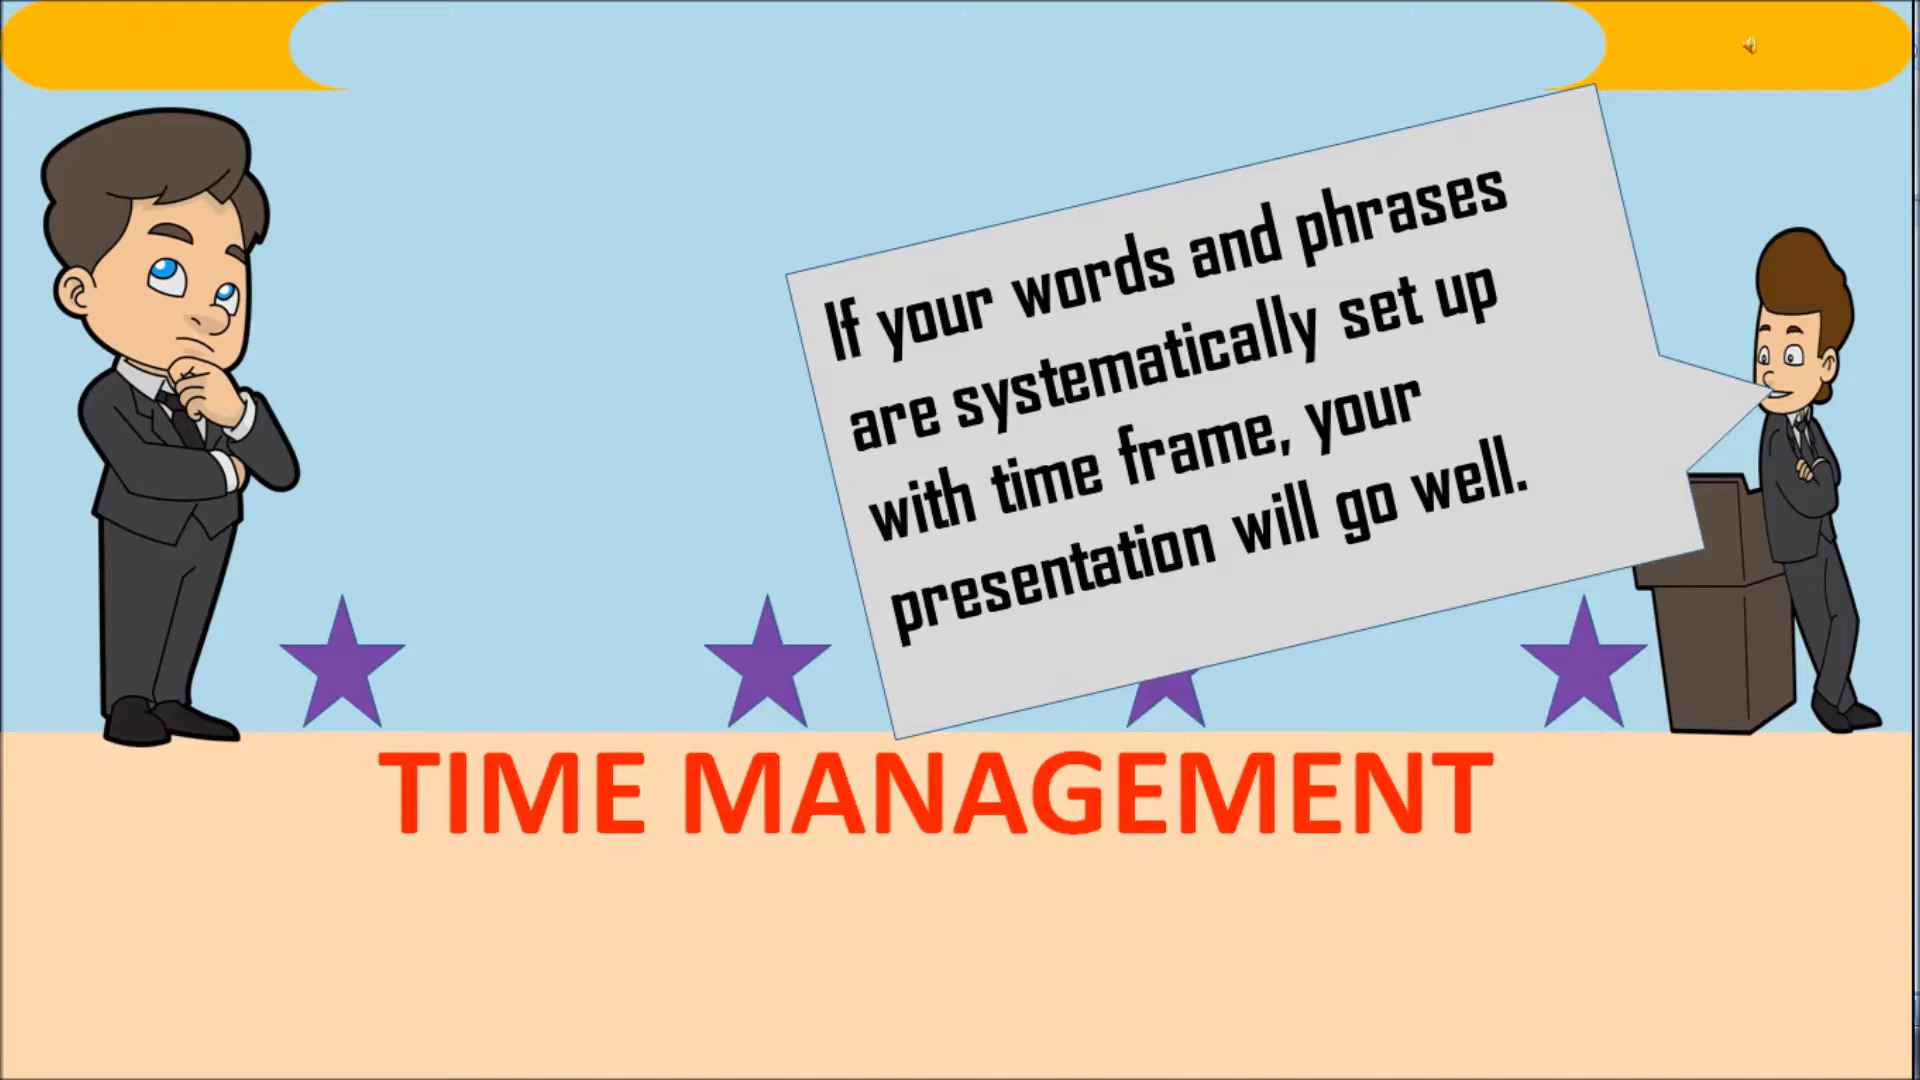 If your words and phrases
are systematically set up
with time frame, your
presentation will go well.
TIME MANAGEMENT